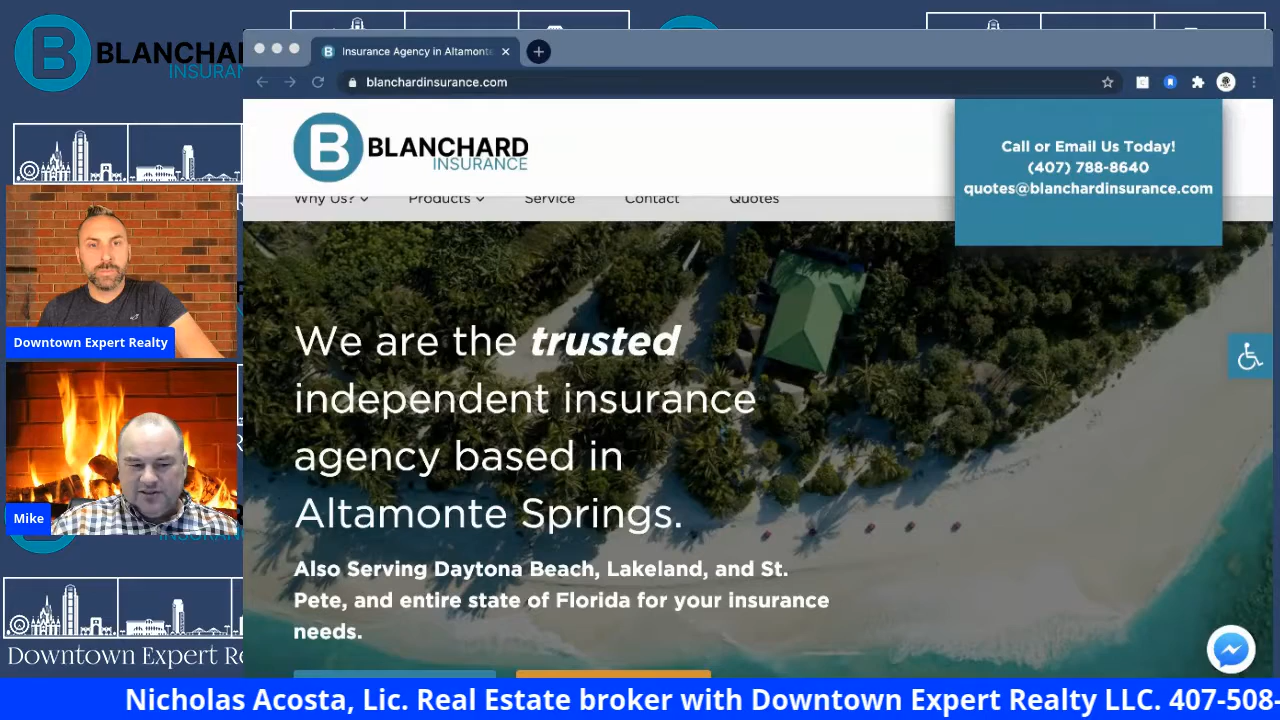 BLANCHAR
INSURAN
Insurance Agency in Altamonte
blanchardinsurance.com
B BLANCHARD
INSURANCE
Call or Email Us Today!
(407) 788-8640
quotes@blanchardinsurance.com
Why Us?
Products
Service
Contact
Quotes
Downtown Expert Realty
Mike
We are the trusted
independent insurance
agency based in
Altamonte Springs.
Also Serving Daytona Beach, Lakeland, and St.
Pete, and entire state of Florida for your insurance
needs.
INSURAN
Downtown Expert Re
Nicholas Acosta, Lic. Real Estate broker with Downtown Expert Realty LLC. 407-508-